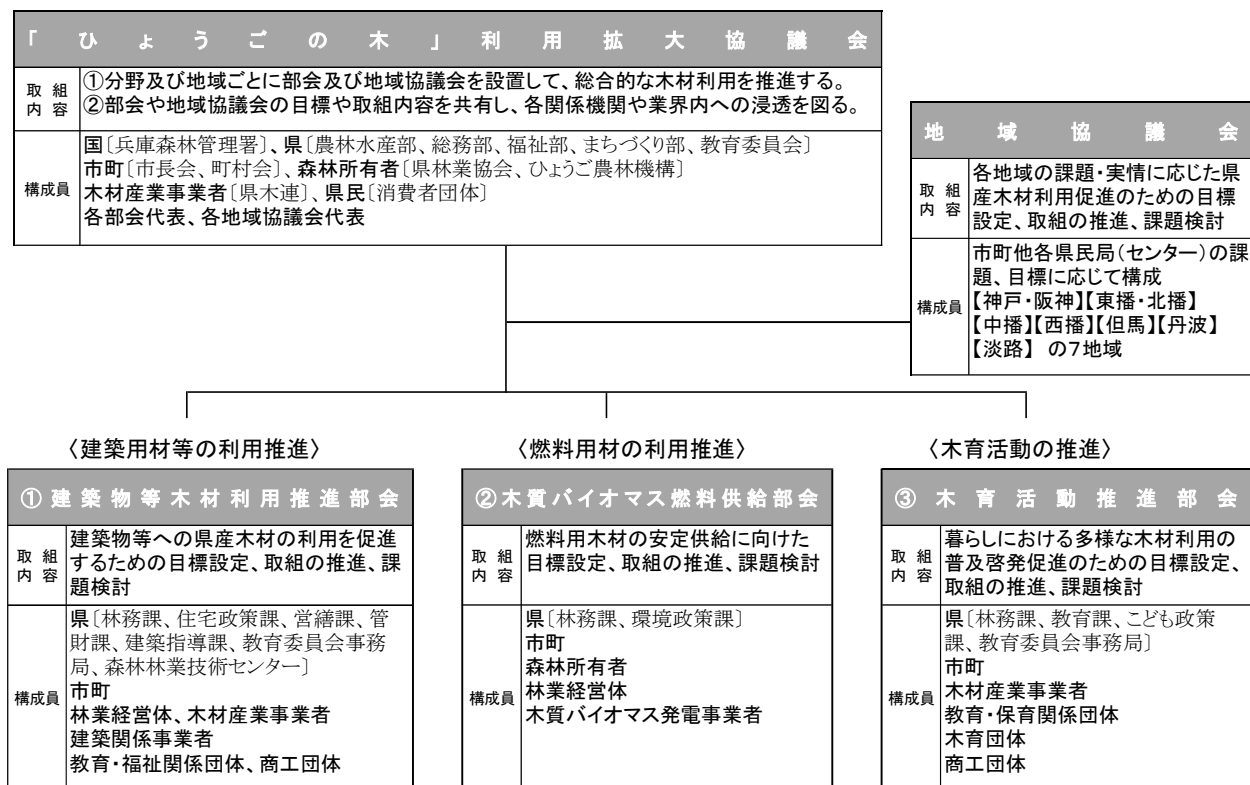 「ひょうごの木」利用拡大協議会
取組
内容
①分野及び地域ごとに部会及び地域協議会を設置して、総合的な木材利用を推進する。
②部会や地域協議会の目標や取組内容を共有し、各関係機関や業界内への浸透を図る。
構成員
国〔兵庫森林管理署〕、県〔農林水産部、総務部、福祉部、まちづくり部、教育委員会〕
市町〔市長会、町村会〕、森林所有者〔県林業協会、ひょうご農林機構〕
木材産業事業者〔県木連〕、県民〔消費者団体〕
各部会代表、各地域協議会代表
地域協議会
取組
内容
各地域の課題・実情に応じた県
産木材利用促進のための目標
設定、取組の推進、課題検討
構成員
市町他各県民局(センター)の課
題、目標に応じて構成
【神戸・阪神】【東播・北播】
【中播】【西播】【但馬】【丹波】
【淡路】 の7地域
〈建築用材等の利用推進〉
①建築物等木材利用推進部会
取組
内容
建築物等への県産木材の利用を促進
するための目標設定、取組の推進、課
題検討
構成員
県〔林務課、住宅政策課、営繕課、管
財課、建築指導課、教育委員会事務
局、森林林業技術センター〕
市町
林業経営体、木材産業事業者
建築関係事業者
教育・福祉関係団体、商工団体
〈燃料用材の利用推進〉
②木質バイオマス燃料供給部会
取組
内容
燃料用木材の安定供給に向けた
目標設定、取組の推進、課題検討
構成員
県〔林務課、環境政策課〕
市町
森林所有者
林業経営体
木質バイオマス発電事業者
〈木育活動の推進〉
③木育活動推進部会
取組
内容
暮らしにおける多様な木材利用の
普及啓発促進のための目標設定、
取組の推進、課題検討
構成員
県〔林務課、教育課、こども政策
課、教育委員会事務局〕
市町
木材産業事業者
教育・保育関係団体
木育団体
商工団体